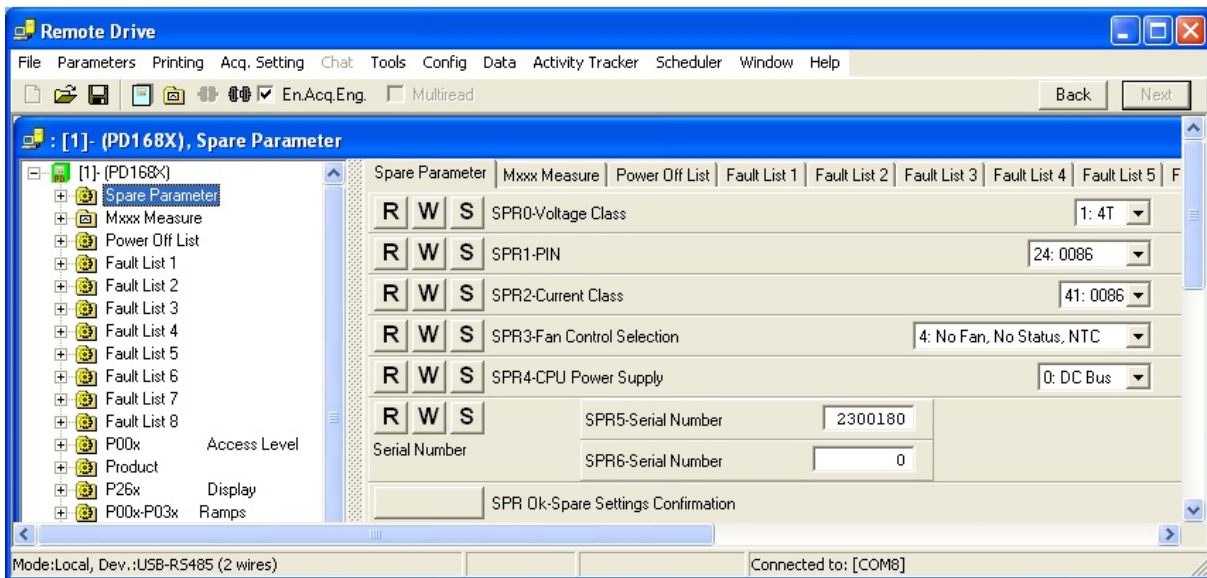 Remote Drive
File Parameters Printing Acq. Setting Chat Tools Config Data Activity Tracker Scheduler Window Help
En.Acq.Eng. Multiread Back Next
: [1]- (PD168X), Spare Parameter
[1]- (PD168X)
Spare Parameter
Mxxx Measure
Power Off List
Fault List 1
Fault List 2
Fault List 3
Fault List 4
Fault List 5
Fault List 6
Fault List 7
Fault List 8
P00x Access Level
Product
P26x Display
P00x-P03x Ramps
Spare Parameter Mxxx Measure Power Off List Fault List 1 Fault List 2 Fault List 3 Fault List 4 Fault List 5 F
R W S SPR0-Voltage Class 1: 4T
R W S SPR1-PIN 24: 0086
R W S SPR2-Current Class 41: 0086
R W S SPR3-Fan Control Selection 4: No Fan, No Status, NTC
R W S SPR4-CPU Power Supply 0: DC Bus
R W S SPR5-Serial Number 2300180
Serial Number SPR6-Serial Number 0
SPR Ok-Spare Settings Confirmation
Mode:Local, Dev.:USB-RS485 (2 wires) Connected to: [COM8]